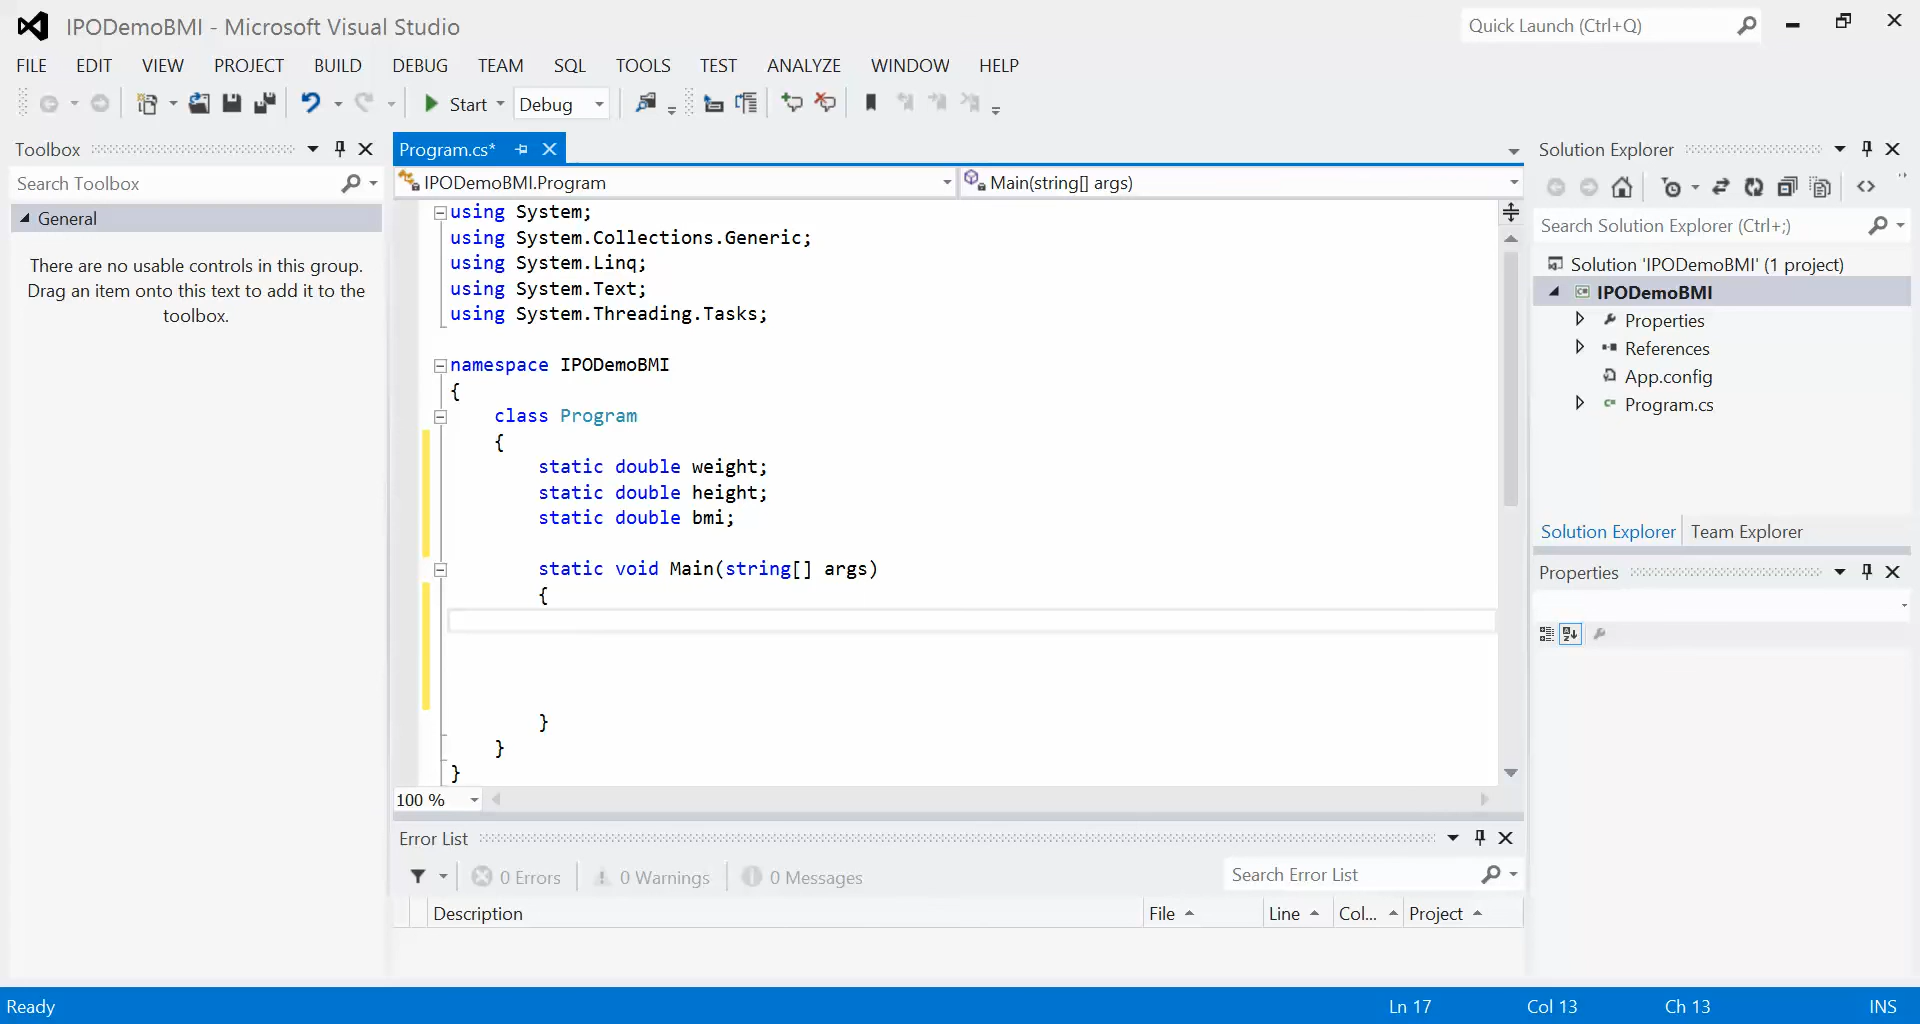 IPODemoBMI - Microsoft Visual Studio
Quick Launch (Ctrl+Q)
FILE EDIT VIEW PROJECT BUILD DEBUG TEAM SQL TOOLS TEST ANALYZE WINDOW HELP
Start Debug
Toolbox
Search Toolbox
General
There are no usable controls in this group.
Drag an item onto this text to add it to the
toolbox.
Program.cs*
IPODemoBMI.Program
Main(string[] args)
using System;
using System.Collections.Generic;
using System.Linq;
using System.Text;
using System.Threading.Tasks;
namespace IPODemoBMI
{
class Program
{
static double weight;
static double height;
static double bmi;
static void Main(string[] args)
{
}
}
}
100 %
Error List
0 Errors
0 Warnings
0 Messages
Search Error List
Description File Line Col... Project
Solution Explorer
Search Solution Explorer (Ctrl+;)
Solution 'IPODemoBMI' (1 project)
IPODemoBMI
Properties
References
App.config
Program.cs
Solution Explorer Team Explorer
Properties
Ready
Ln 17 Col 13 Ch 13 INS